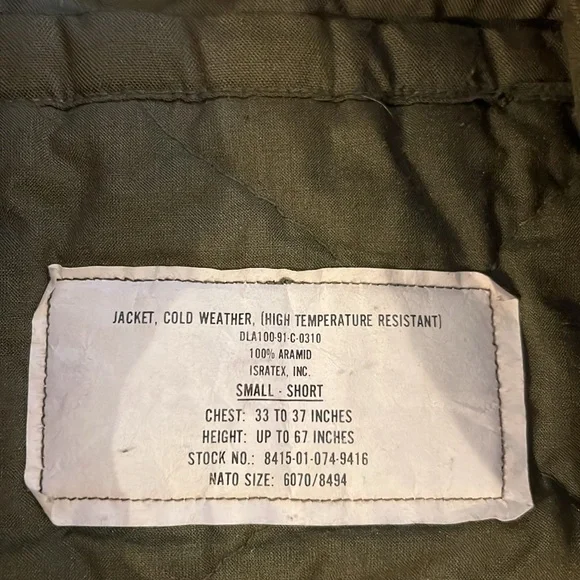 JACKET, COLD WEATHER, (HIGH TEMPERATURE RESISTANT)
DLA100-91-C-0310
100% ARAMID
ISRATEX, INC.
SMALL - SHORT
CHEST: 33 TO 37 INCHES
HEIGHT: UP TO 67 INCHES
STOCK NO.: 8415-01-074-9416
NATO SIZE: 6070/8494